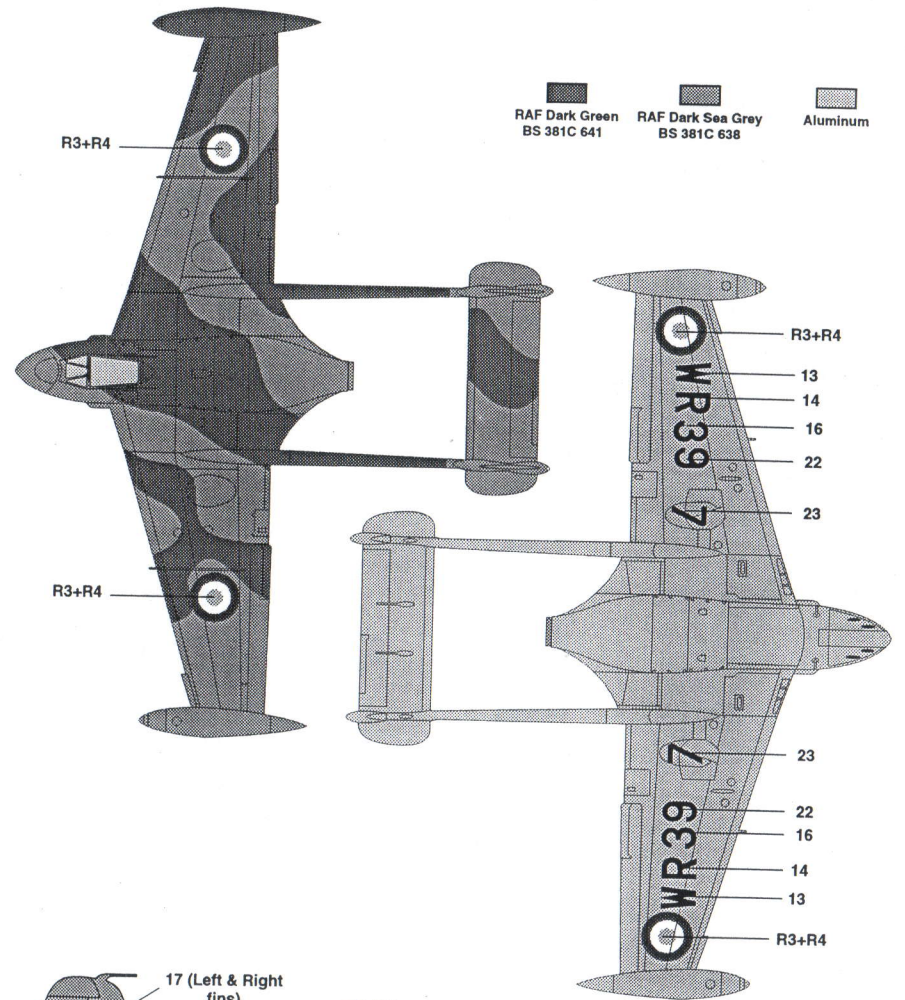 RAF Dark Green
BS 381C 641
RAF Dark Sea Grey
BS 381C 638
Aluminum
R3+R4
R3+R4
R3+R4
13
14
16
22
23
WR39
7
7
WR39
23
22
16
14
13
R3+R4
17 (Left & Right
fins)